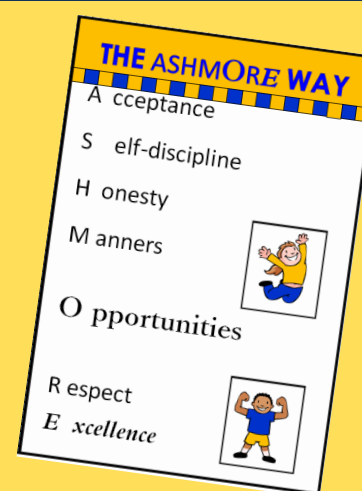 THE ASHMORE WAY
A cceptance
S elf-discipline
H onesty
M anners
O pportunities
R espect
E xcellence